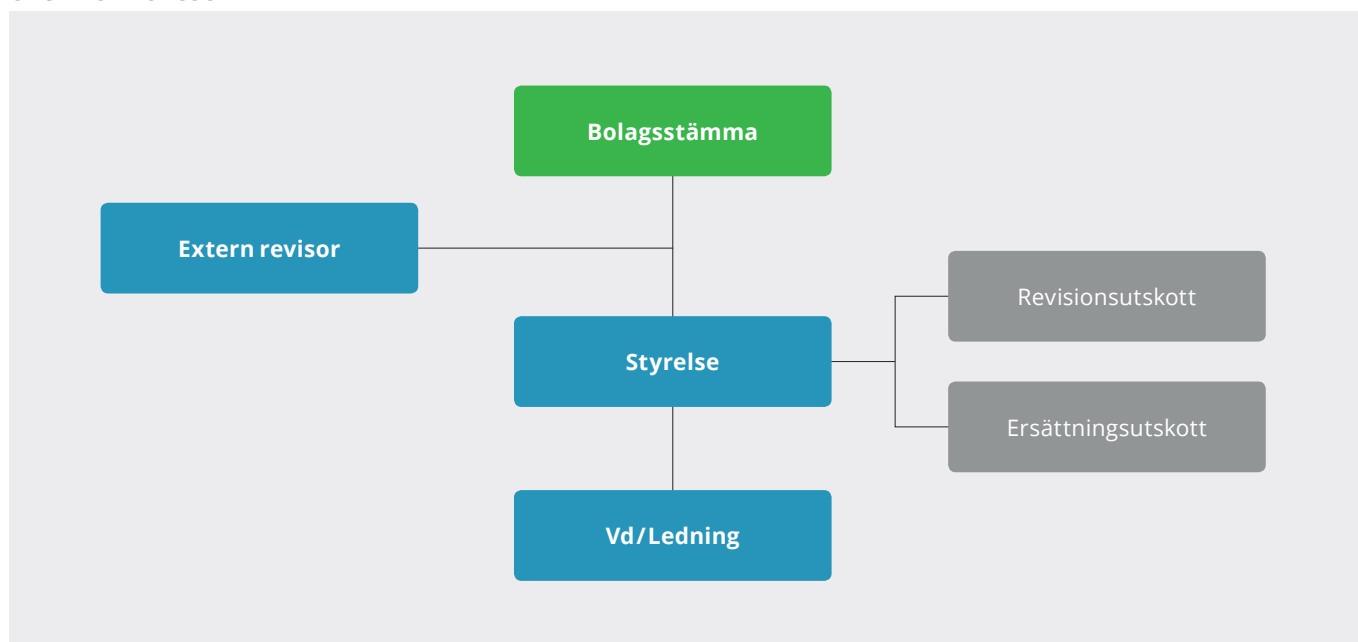 Bolagsstämma
Extern revisor
Revisionsutskott
Styrelse
Ersättningsutskott
Vd/Ledning